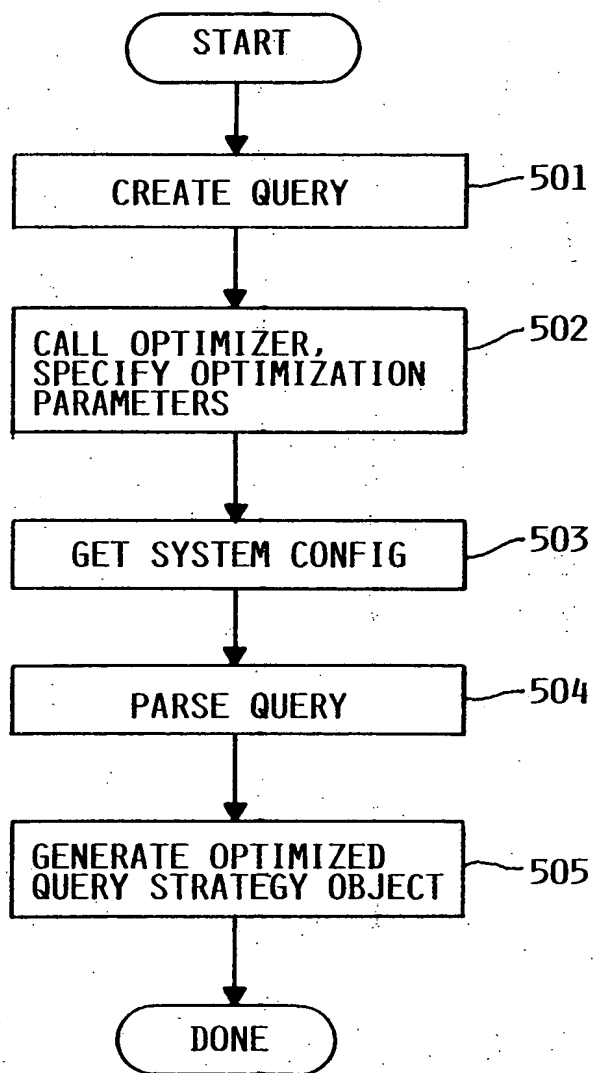 START
CREATE QUERY
501
CALL OPTIMIZER,
SPECIFY OPTIMIZATION
PARAMETERS
502
GET SYSTEM CONFIG
503
PARSE QUERY
504
GENERATE OPTIMIZED
QUERY STRATEGY OBJECT
505
DONE